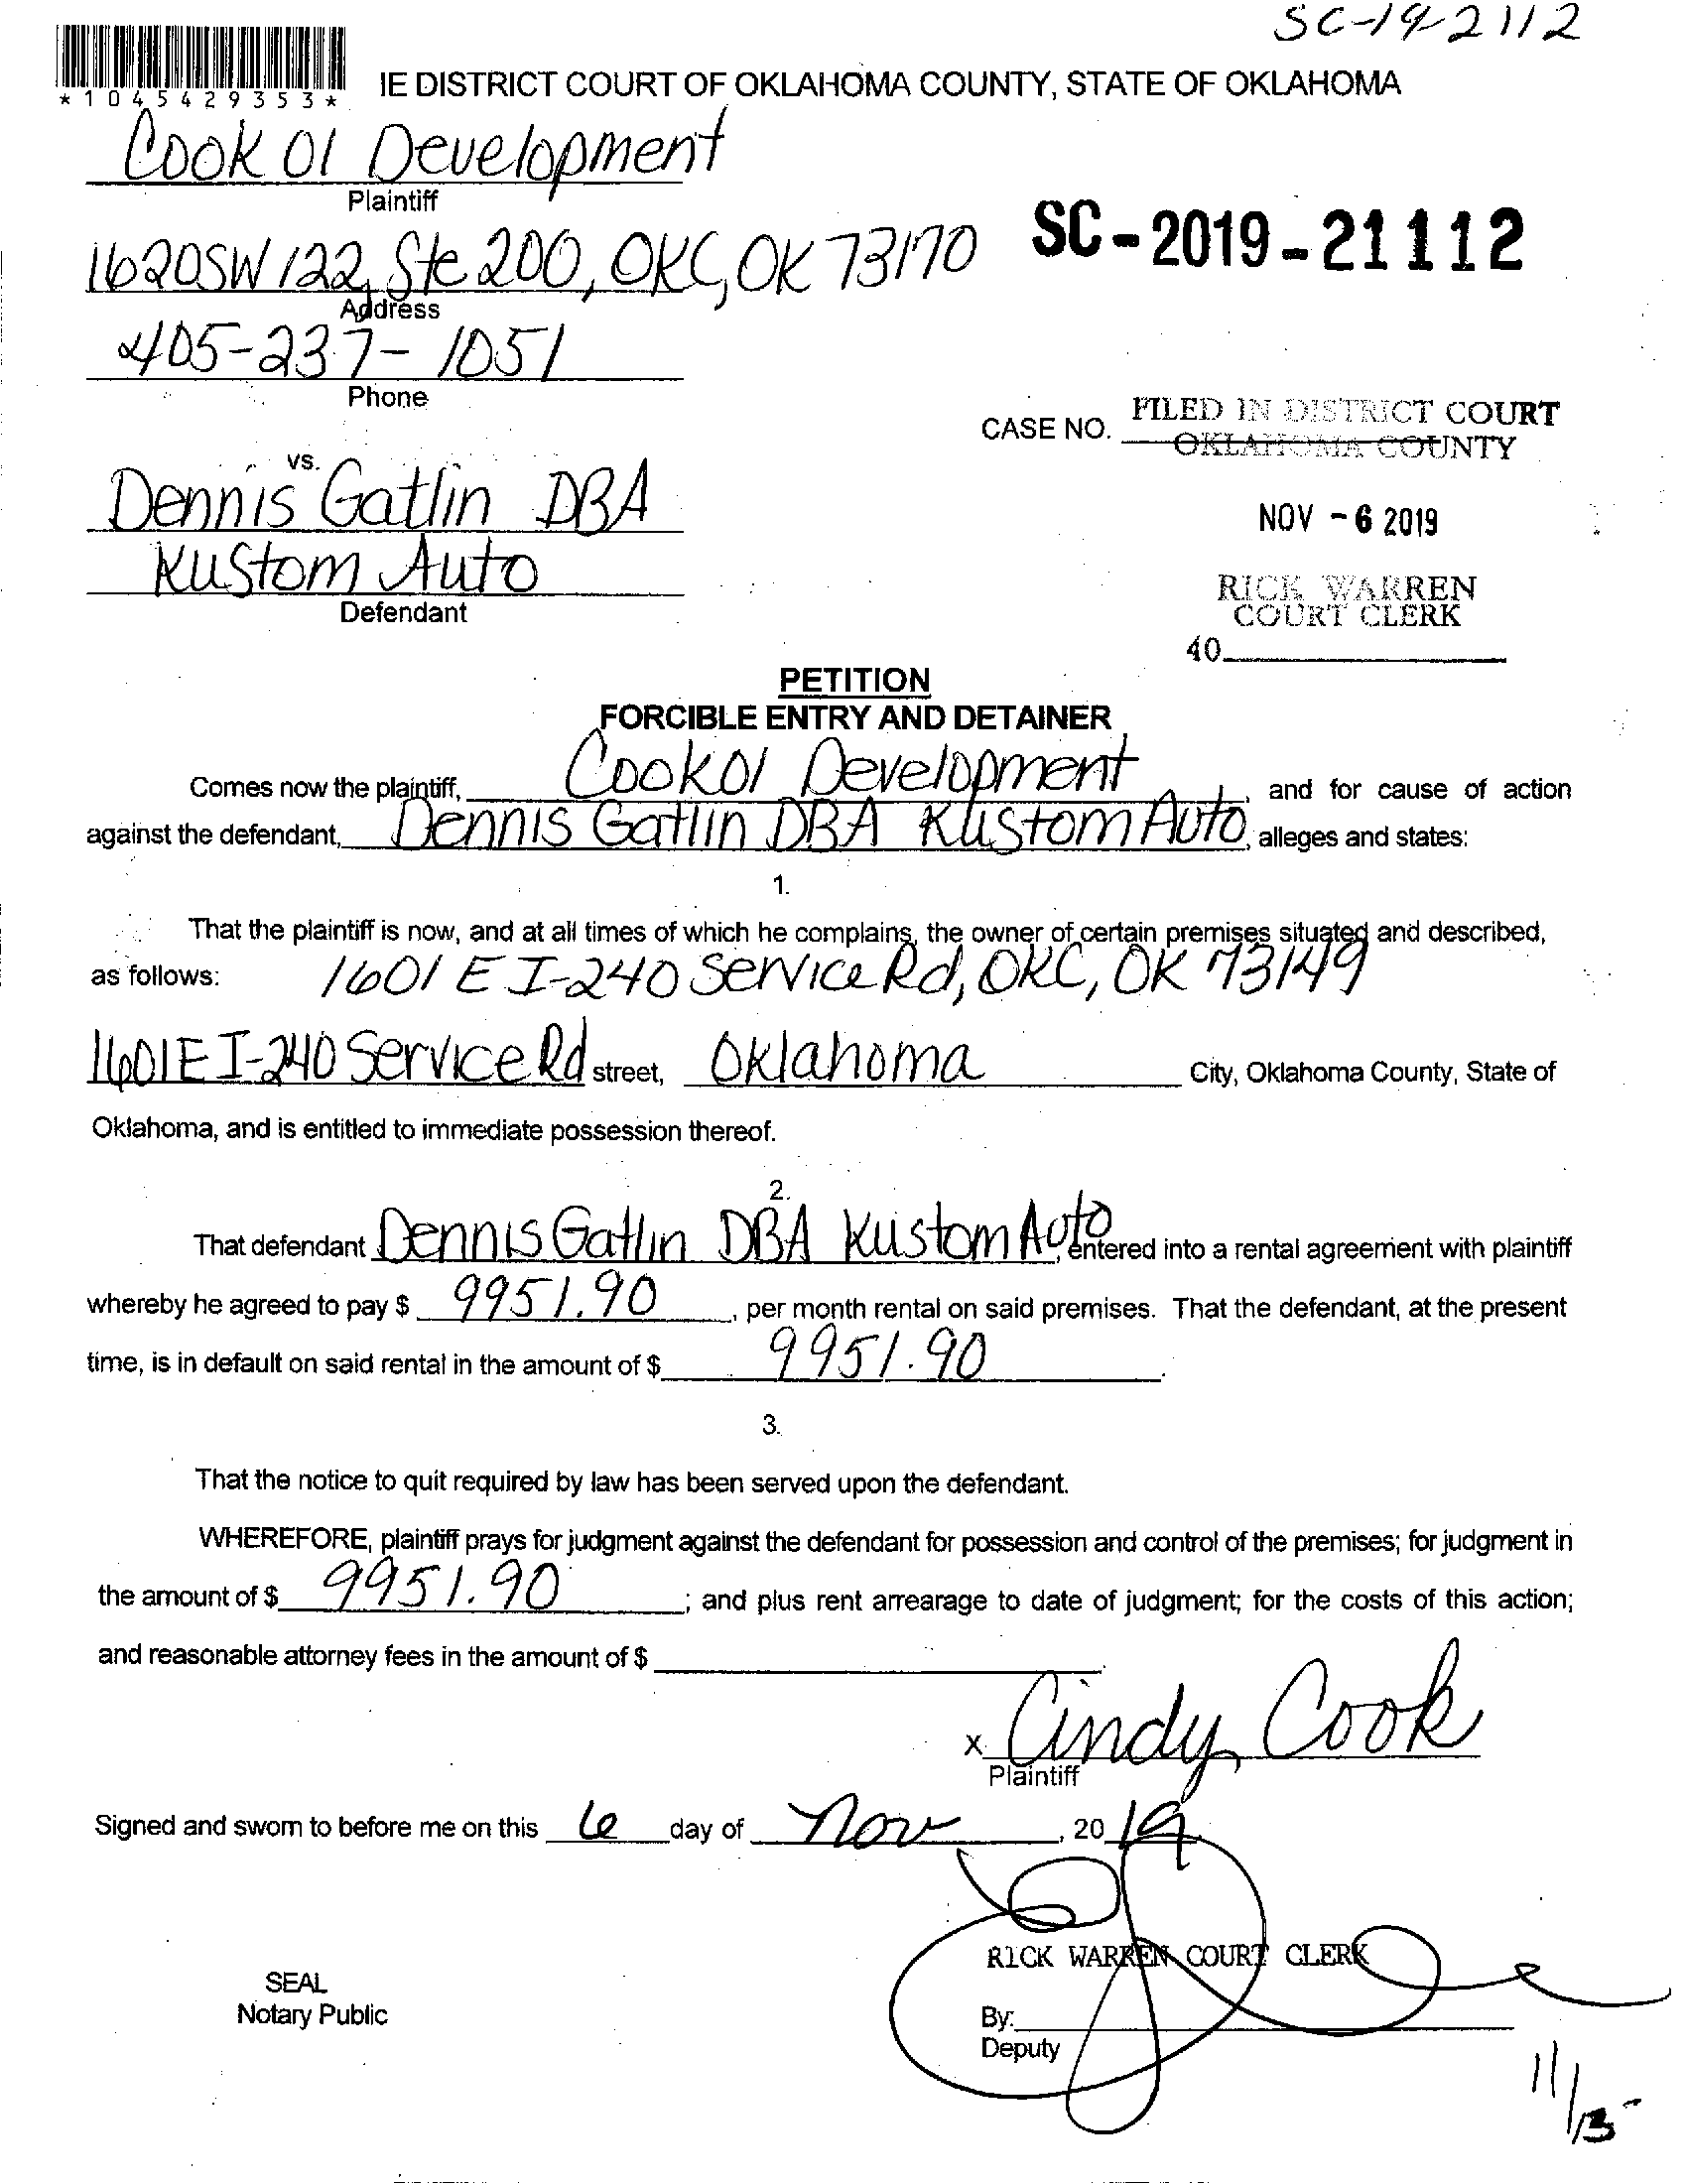 SC-19-2112
*1045429353*
IE DISTRICT COURT OF OKLAHOMA COUNTY, STATE OF OKLAHOMA
Cook 01 Development
Plaintiff
1620 SW 122, Ste 200, OKC, OK 73170
SC-2019-21112
Address
405-237-1051
Phone
CASE NO.
FILED IN DISTRICT COURT
OKLAHOMA COUNTY
vs.
Dennis Gatlin DBA
NOV -6 2019
Kustom Auto
Defendant
RICK WARREN
COURT CLERK
40
PETITION
FORCIBLE ENTRY AND DETAINER
Comes now the plaintiff, Cook 01 Development, and for cause of action
against the defendant, Dennis Gatlin DBA Kustom Auto, alleges and states:
1.
That the plaintiff is now, and at all times of which he complains, the owner of certain premises situated and described,
as follows: 1601 E I-240 Service Rd, OKC, OK 73149
1601 E I-240 Service Rd street, Oklahoma City, Oklahoma County, State of
Oklahoma, and is entitled to immediate possession thereof.
2.
That defendant Dennis Gatlin DBA Kustom Auto, entered into a rental agreement with plaintiff
whereby he agreed to pay $ 9951.90, per month rental on said premises. That the defendant, at the present
time, is in default on said rental in the amount of $ 9951.90.
3.
That the notice to quit required by law has been served upon the defendant.
WHEREFORE, plaintiff prays for judgment against the defendant for possession and control of the premises; for judgment in
the amount of $ 9951.90; and plus rent arrearage to date of judgment; for the costs of this action;
and reasonable attorney fees in the amount of $
x Cindy Cook
Plaintiff
Signed and sworn to before me on this 6 day of Nov, 2019
RICK WARREN COURT CLERK
SEAL
Notary Public
By:
Deputy
11/15